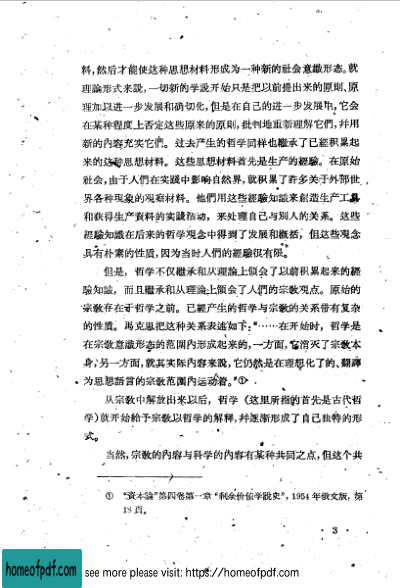 料，然后才能使这种思想材料形成为一种新的社会意識形态。就
理論形式来說，一切新的学說开始只是把以前提出来的原則、原
理加以进一步发展和确切化，但是在自己的进一步发展中，它会
在某种程度上否定这些原来的原則，批判地重新理解它們，幷用
新的內容充实它們。过去产生的哲学同样也繼承了已經积累起
来的这种思想材料。这些思想材料首先是生产的經驗。在原始
社会，由于人們在实践中影响自然界，就积累了許多关于外部世
界各种現象的观察材料。他們用这些經驗知識来創造生产工具
和获得生产資料的实践活动，来处理自己与別人的关系。这些
經驗知識在后来的哲学观念中得到了发展和概括，但这些观念
具有朴素的性质，因为当时人們的經驗很有限。
但是，哲学不仅繼承和从理論上領会了以前积累起来的經
驗知識，而且繼承和从理論上領会了人們的宗教观点。原始的
宗教存在于哲学之前。已經产生的哲学与宗教的关系带有复杂
的性质。馬克思把这种关系表述如下：“……在开始时，哲学是
在宗教意識形态的范围內形成起来的，一方面，它消灭了宗教本
身，另一方面，就其实际內容来說，它仍然是在理想化了的、翻譯
为思想語言的宗教范围內运动着。”①
从宗教中解放出来以后，哲学（这里所指的首先是古代哲
学）就开始給予宗教以哲学的解释，幷逐渐形成了自己独特的形
式。
当然，宗教的內容与科学的內容有某种共同之点，但这个共
① “資本論”第四卷第一章“剩余价值学說史”，1954 年俄文版，第
18 頁。
3
homeofpdf.com
see more please visit: https://homeofpdf.com